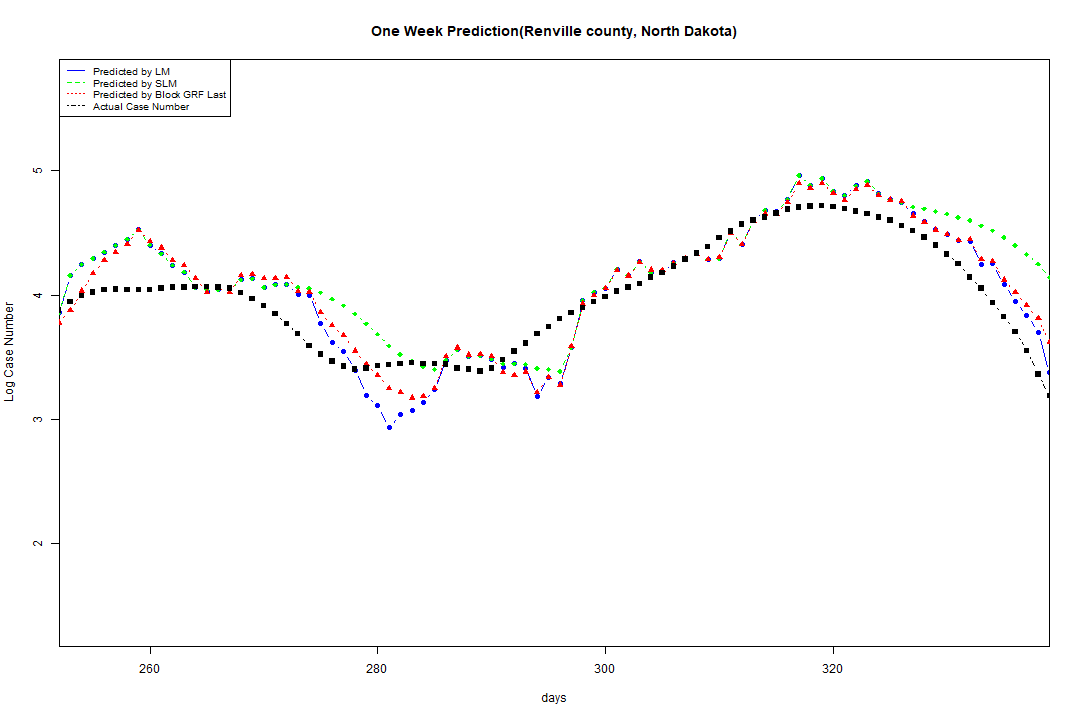 One Week Prediction(Renville county, North Dakota)
Predicted by LM
Predicted by SLM
Predicted by Block GRF Last
Actual Case Number
5
4
3
2
Log Case Number
260 280 300 320
days